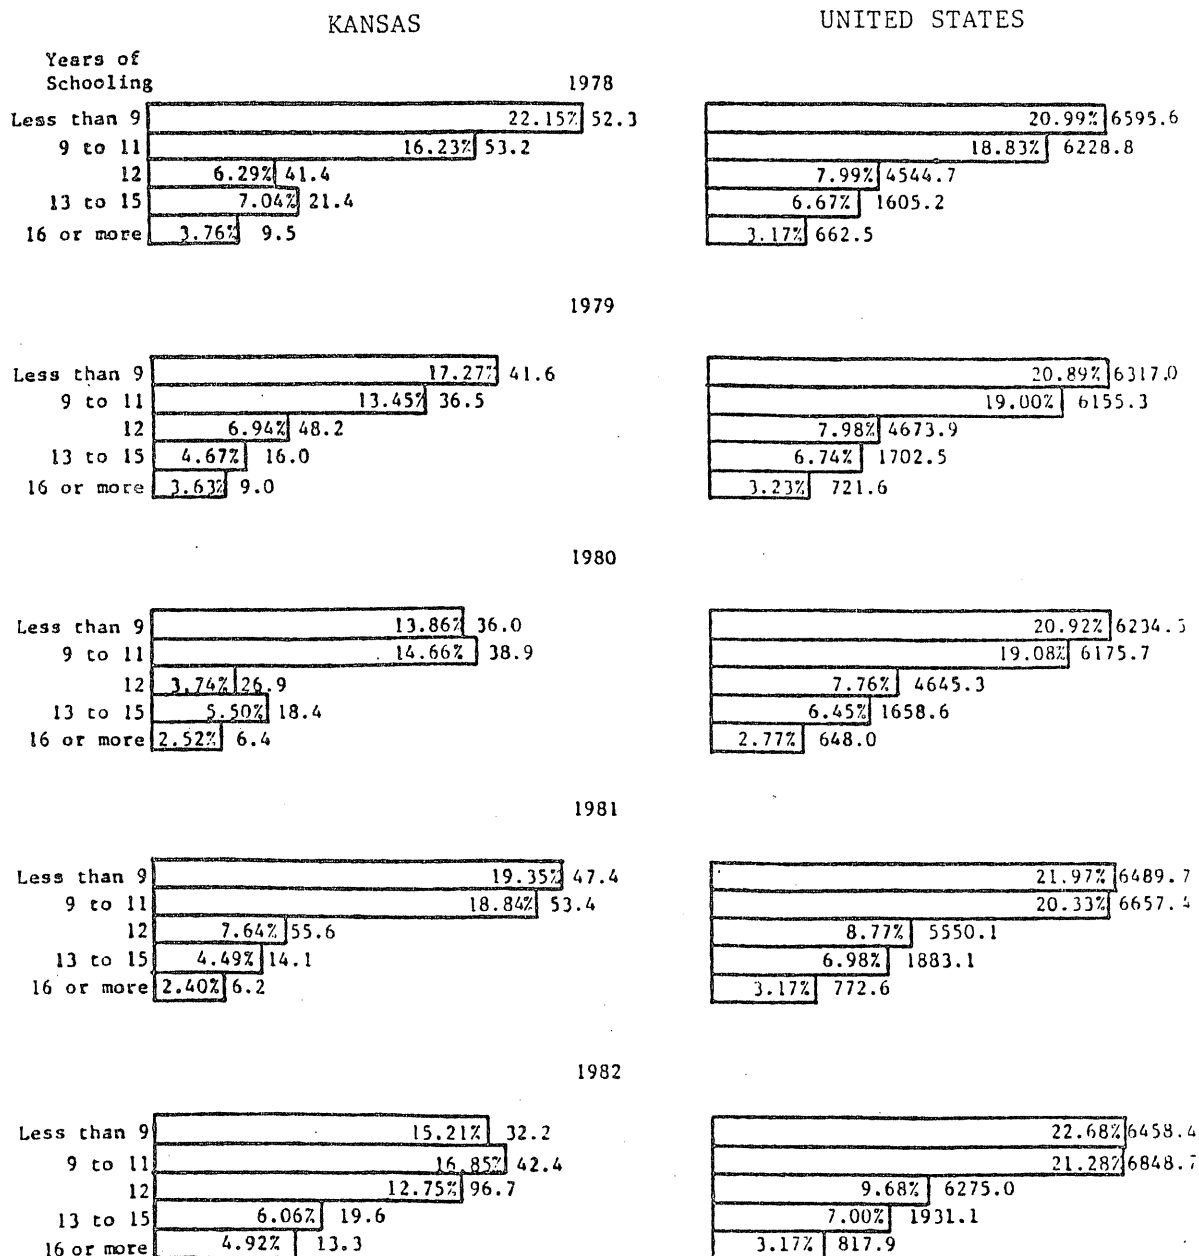 KANSAS UNITED STATES
Years of
Schooling
1978
Less than 9 22.15% 52.3 20.99% 6595.6
9 to 11 16.23% 53.2 18.83% 6228.8
12 6.29% 41.4 7.99% 4544.7
13 to 15 7.04% 21.4 6.67% 1605.2
16 or more 3.76% 9.5 3.17% 662.5
1979
Less than 9 17.27% 41.6 20.89% 6317.0
9 to 11 13.45% 36.5 19.00% 6155.3
12 6.94% 48.2 7.98% 4673.9
13 to 15 4.67% 16.0 6.74% 1702.5
16 or more 3.63% 9.0 3.23% 721.6
1980
Less than 9 13.86% 36.0 20.92%
9 to 11 14.66% 38.9 19.08% 6175.7
12 3.74% 26.9 7.76% 4645.3
13 to 15 5.50% 18.4 6.45% 1658.6
16 or more 2.52% 6.4 2.77% 648.0
1981
Less than 9 19.35% 47.4 21.97% 6489.7
9 to 11 18.84% 53.4 20.33% 6657.4
12 7.64% 55.6 8.77% 5550.1
13 to 15 4.49% 14.1 6.98% 1883.1
16 or more 2.40% 6.2 3.17% 772.6
1982
Less than 9 15.21% 32.2 22.68% 6458.4
9 to 11 16.85% 42.4 21.28% 6848.7
12 12.75% 96.7 9.68% 6275.0
13 to 15 6.06% 19.6 7.00% 1931.1
16 or more 4.92% 13.3 3.17% 817.9